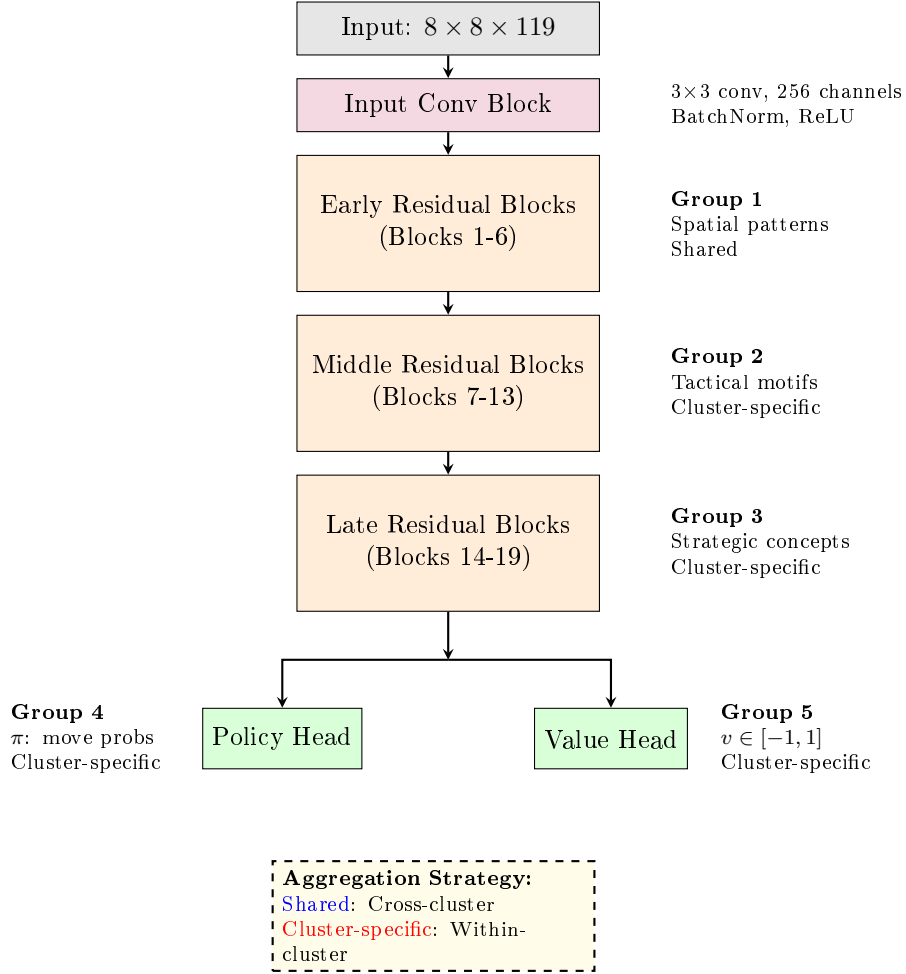 Input: 8 × 8 × 119
Input Conv Block
3×3 conv, 256 channels
BatchNorm, ReLU
Early Residual Blocks
(Blocks 1-6)
Group 1
Spatial patterns
Shared
Middle Residual Blocks
(Blocks 7-13)
Group 2
Tactical motifs
Cluster-specific
Late Residual Blocks
(Blocks 14-19)
Group 3
Strategic concepts
Cluster-specific
Group 4
π: move probs
Cluster-specific
Policy Head
Value Head
Group 5
v ∈ [−1, 1]
Cluster-specific
Aggregation Strategy:
Shared: Cross-cluster
Cluster-specific: Within-
cluster